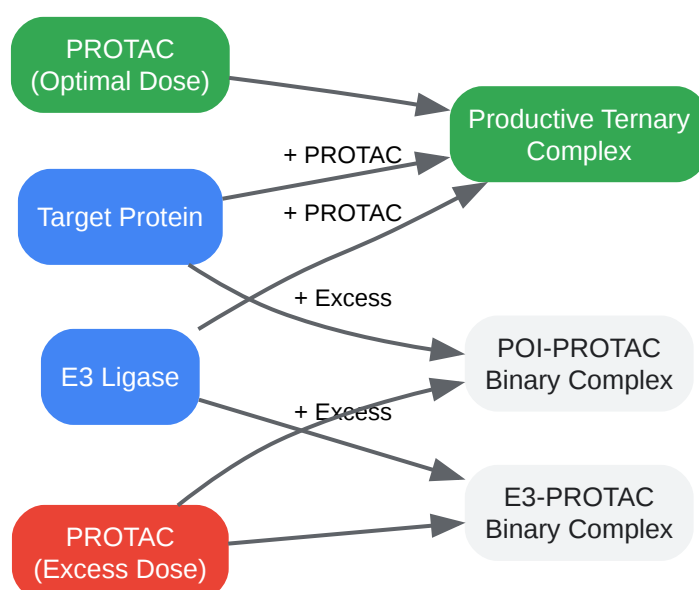 PROTAC
(Optimal Dose)
Productive Ternary
Complex
+ PROTAC
Target Protein
+ PROTAC
+ Excess
POI-PROTAC
Binary Complex
E3 Ligase
+ Excess
E3-PROTAC
Binary Complex
PROTAC
(Excess Dose)